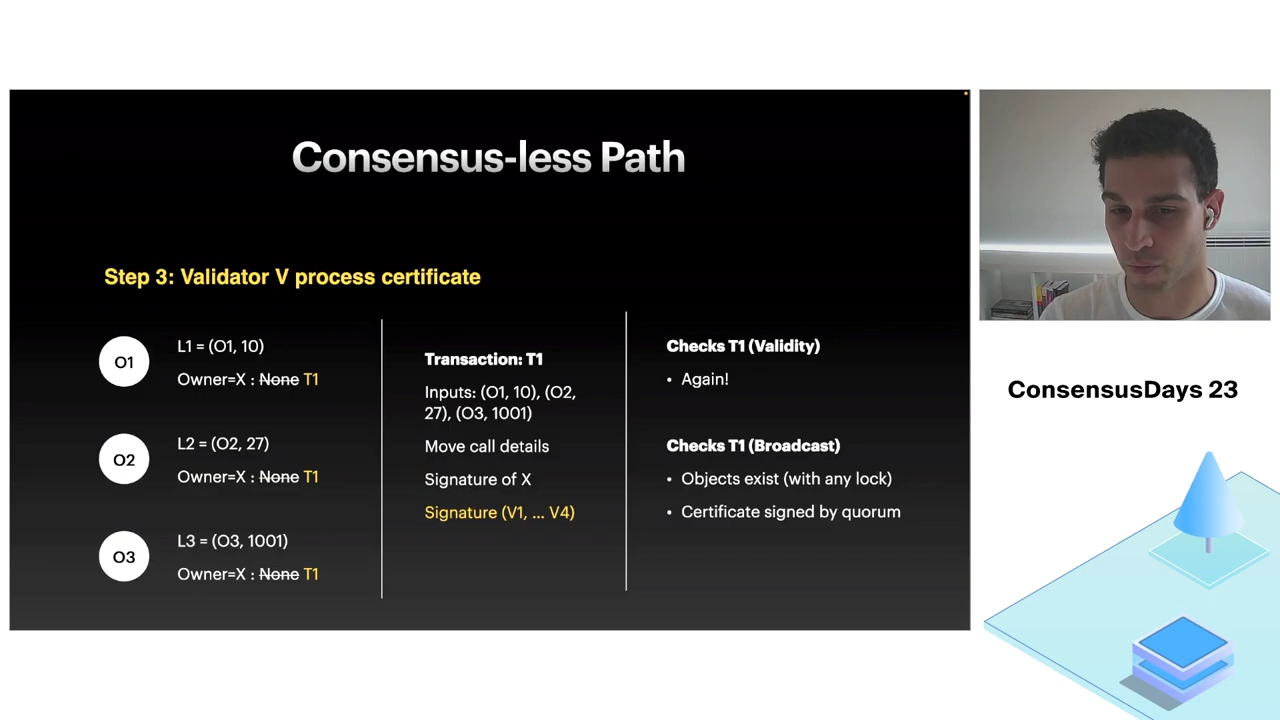 Consensus-less Path
Step 3: Validator V process certificate
O1
L1 = (O1, 10)
Owner=X : None T1
O2
L2 = (O2, 27)
Owner=X : None T1
O3
L3 = (O3, 1001)
Owner=X : None T1
Transaction: T1
Inputs: (O1, 10), (O2,
27), (O3, 1001)
Move call details
Signature of X
Signature (V1, ... V4)
Checks T1 (Validity)
• Again!
Checks T1 (Broadcast)
• Objects exist (with any lock)
• Certificate signed by quorum
ConsensusDays 23